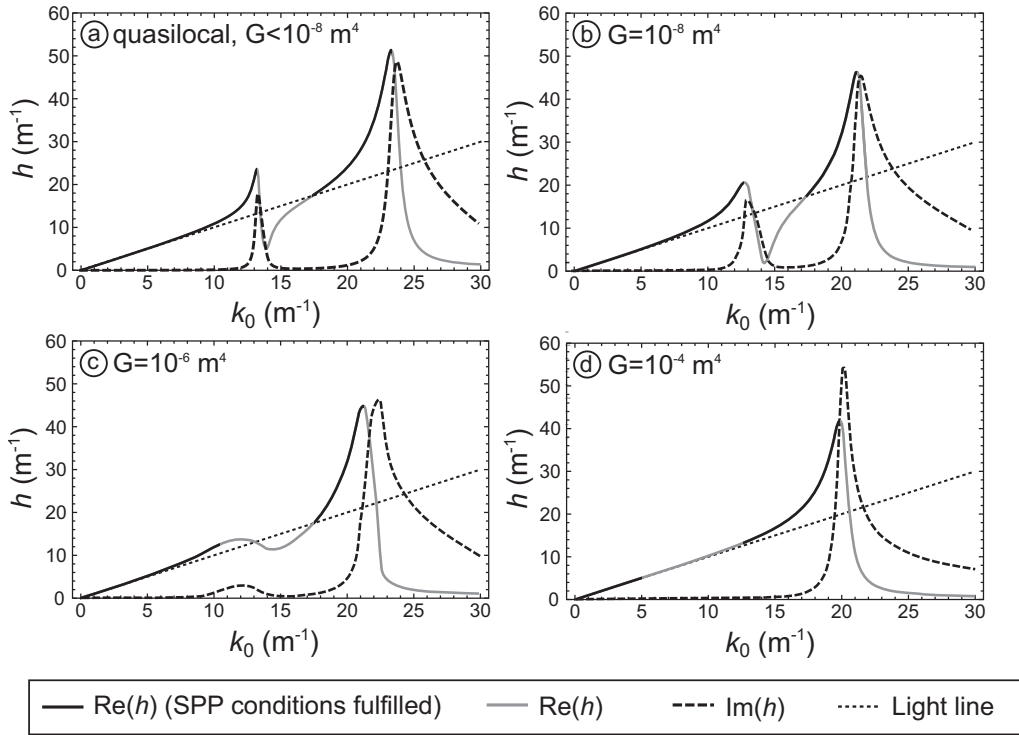 ⓐ quasilocal, G<10⁻⁸ m⁴
60
50
40
30
20
10
0
h (m⁻¹)
0 5 10 15 20 25 30
k₀ (m⁻¹)
ⓑ G=10⁻⁸ m⁴
60
50
40
30
20
10
0
h (m⁻¹)
0 5 10 15 20 25 30
k₀ (m⁻¹)
ⓒ G=10⁻⁶ m⁴
60
50
40
30
20
10
0
h (m⁻¹)
0 5 10 15 20 25 30
k₀ (m⁻¹)
ⓓ G=10⁻⁴ m⁴
60
50
40
30
20
10
0
h (m⁻¹)
0 5 10 15 20 25 30
k₀ (m⁻¹)
Re(h) (SPP conditions fulfilled) Re(h) Im(h) Light line